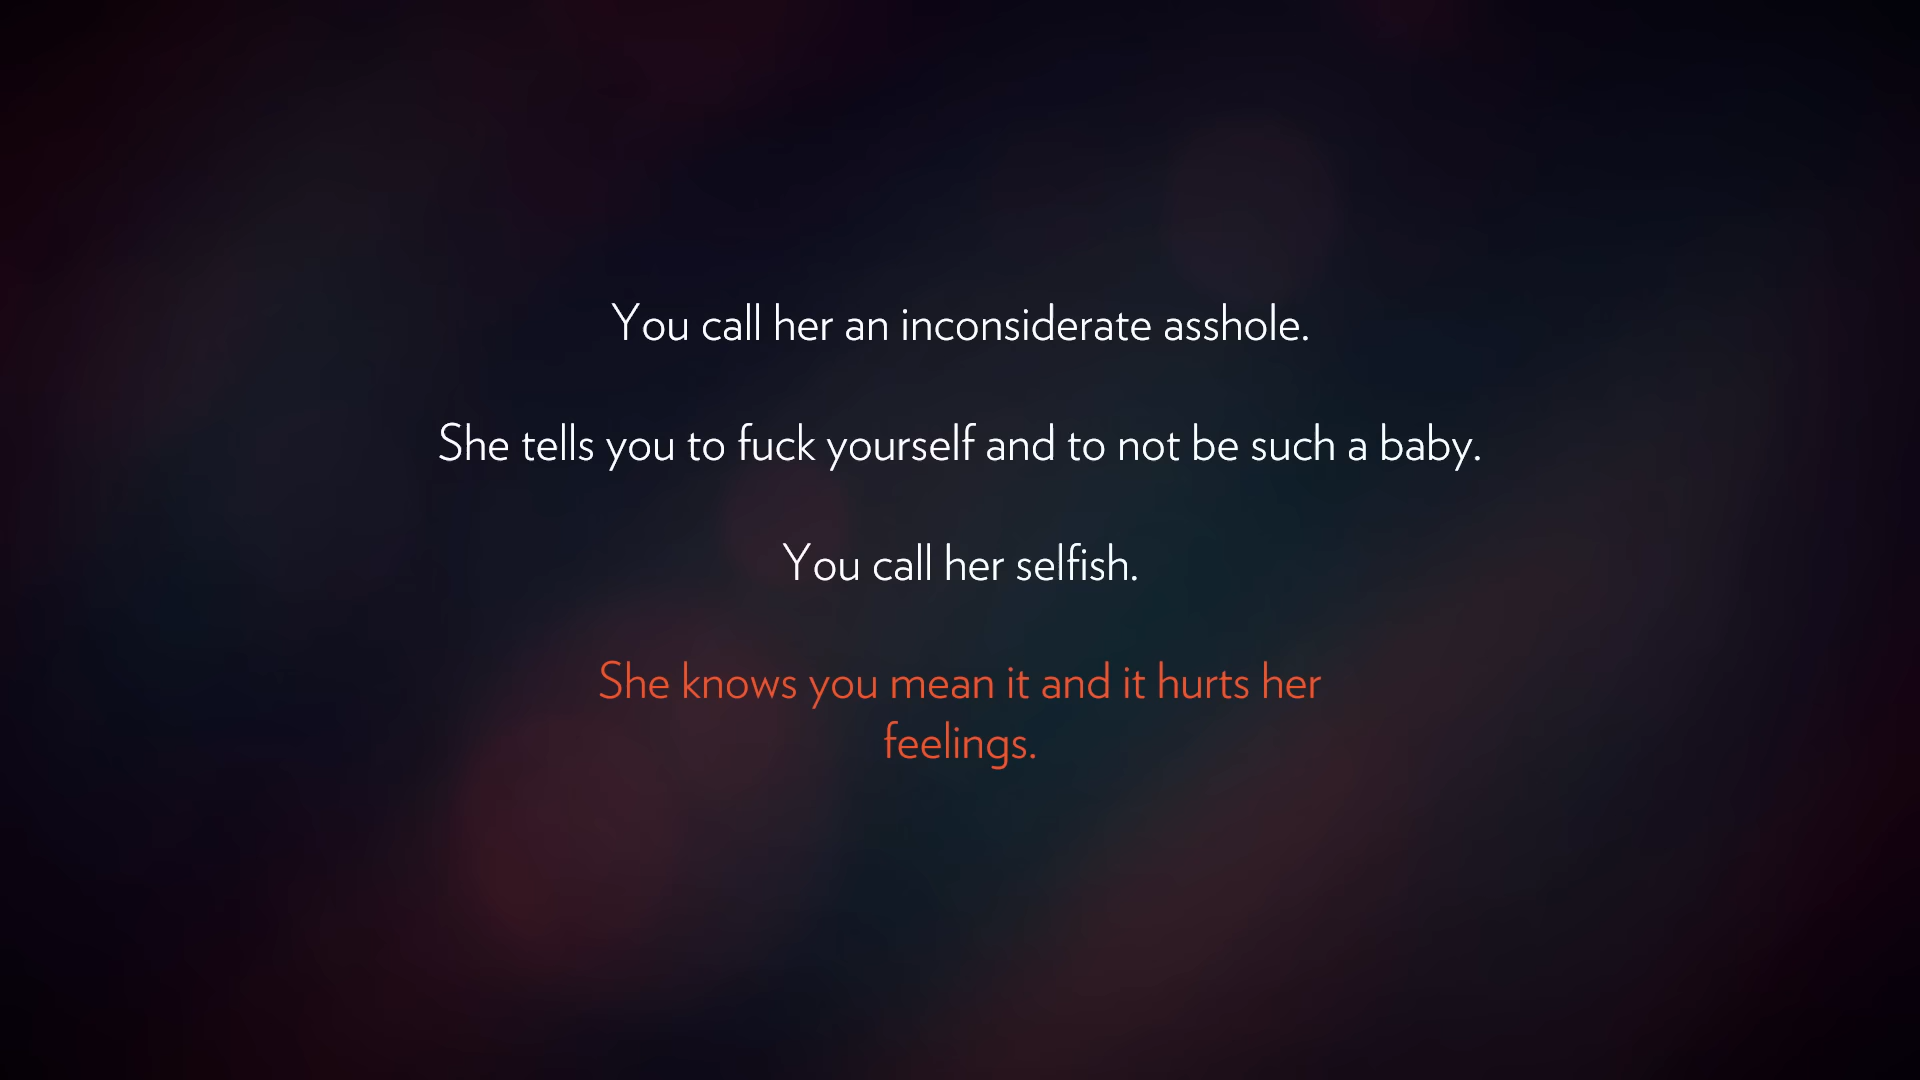 You call her an inconsiderate asshole.
She tells you to fuck yourself and to not be such a baby.
You call her selfish.
She knows you mean it and it hurts her
feelings.